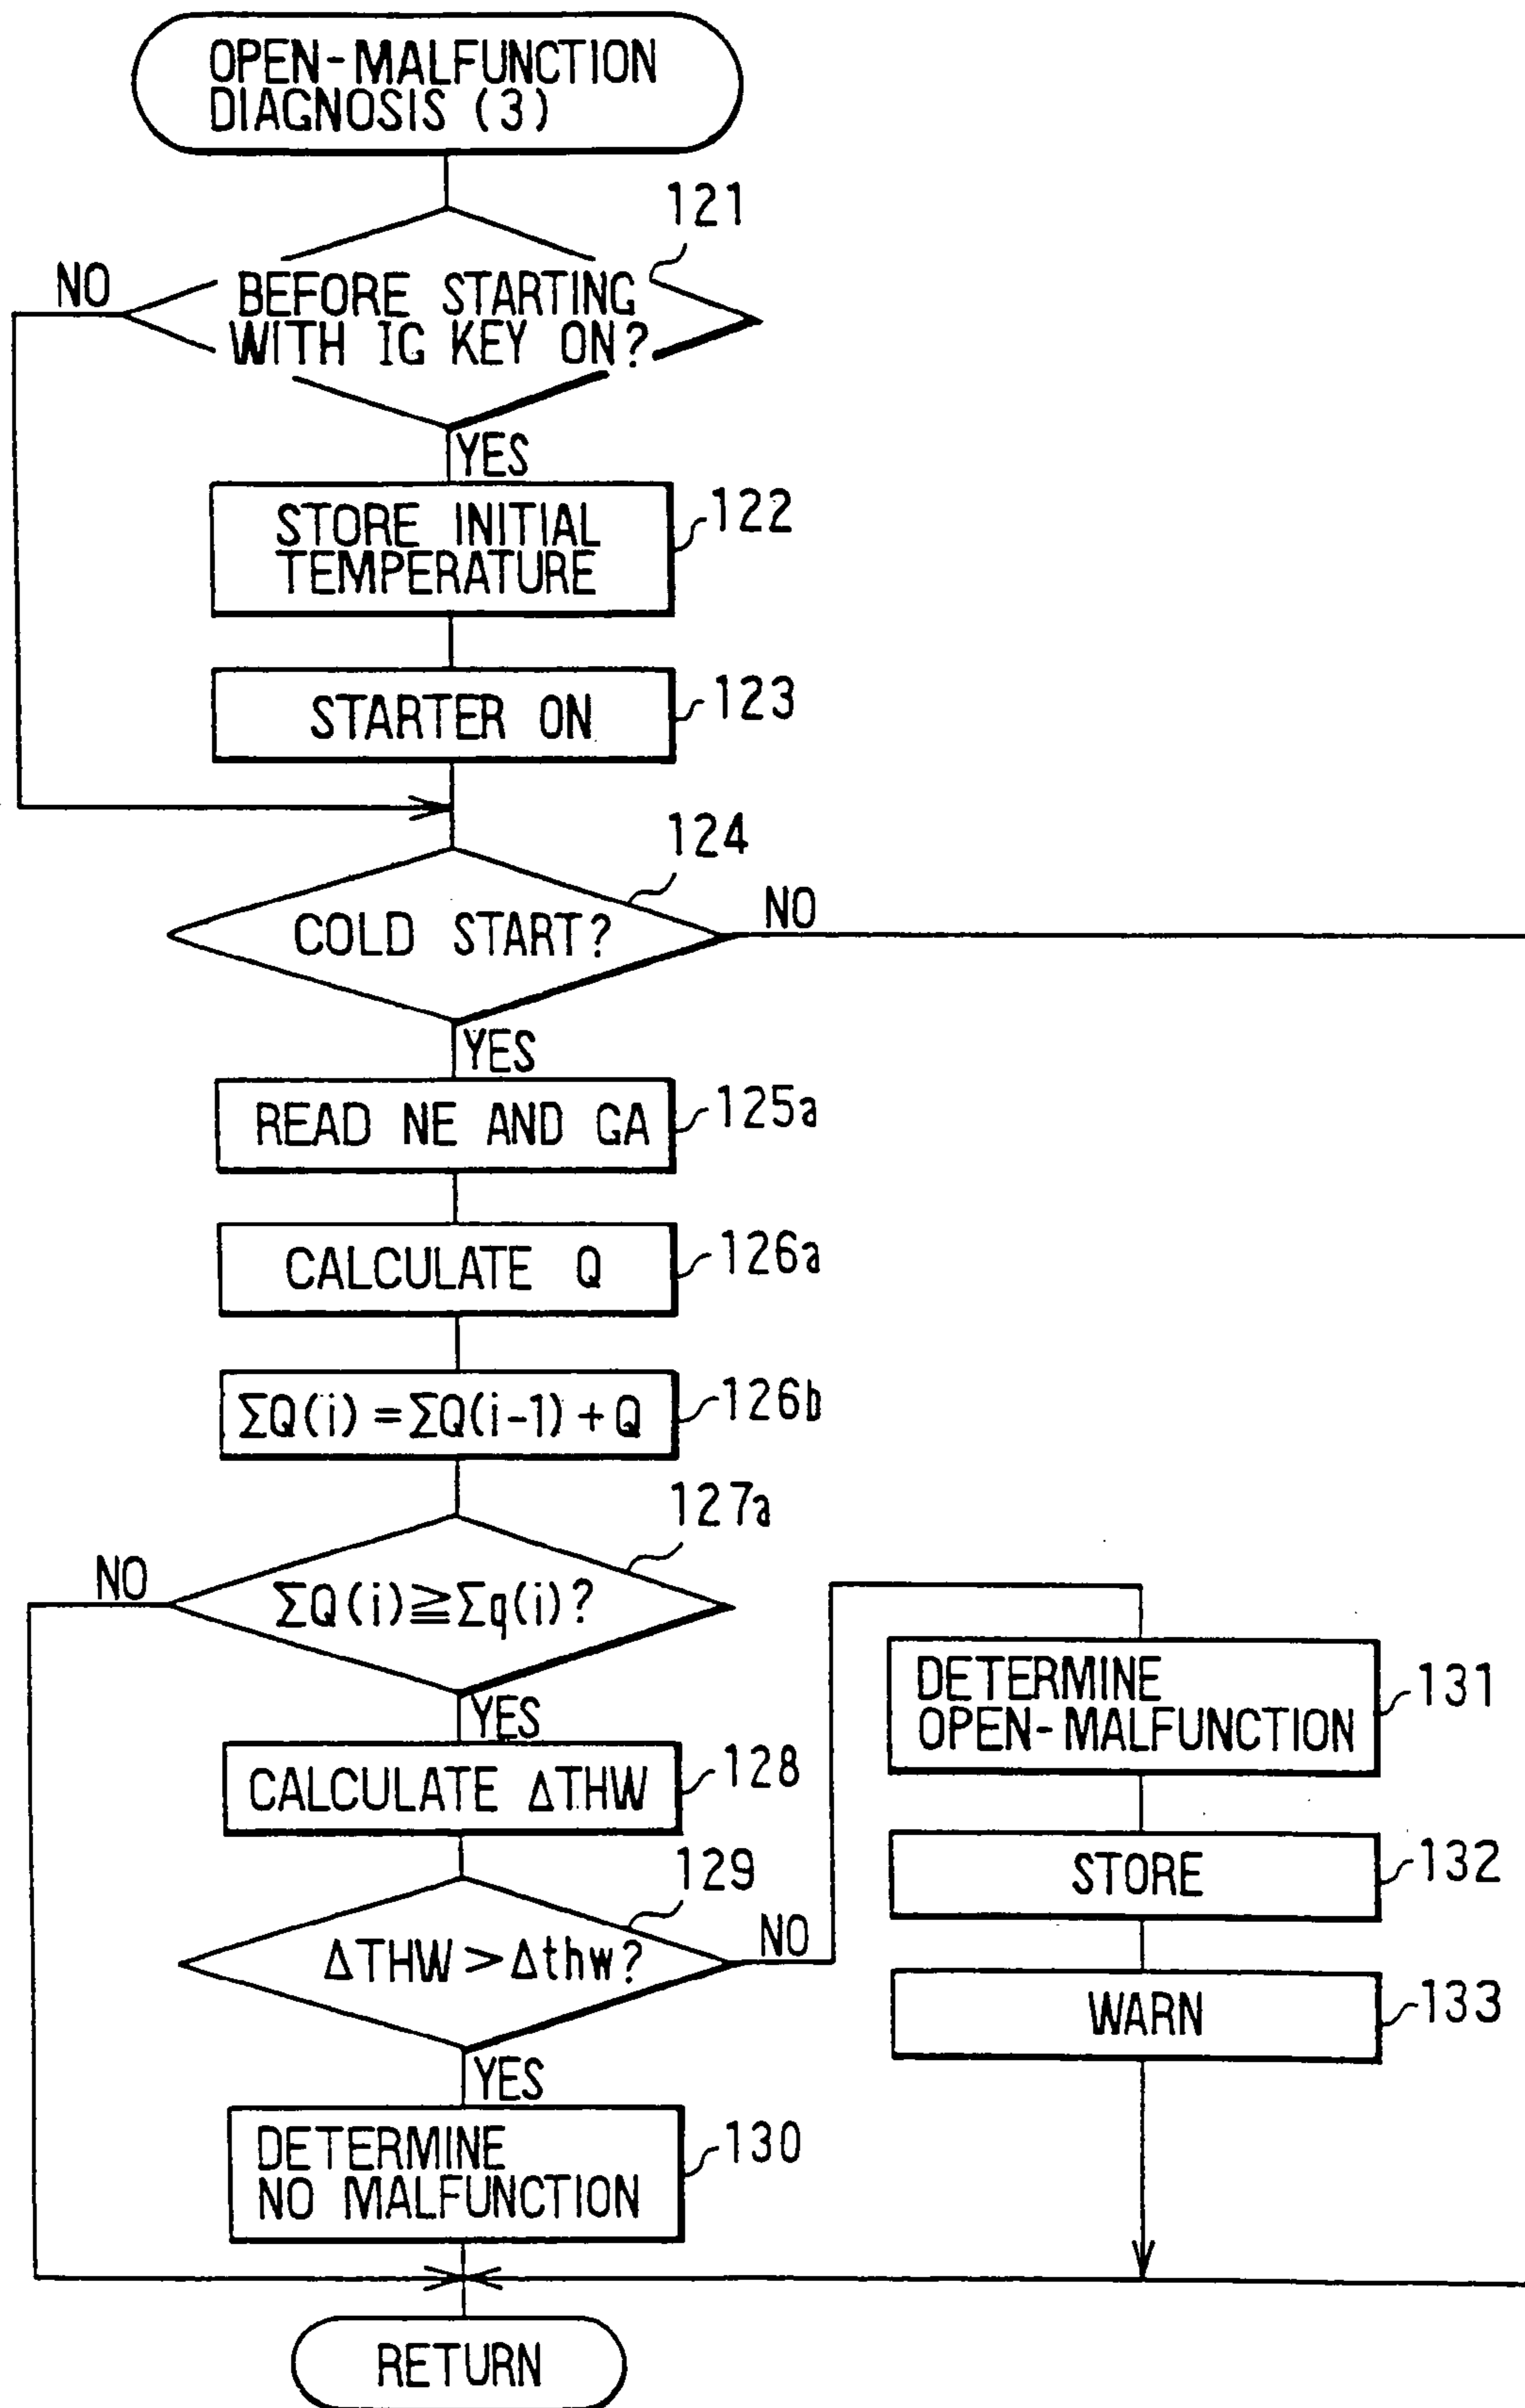 OPEN-MALFUNCTION
DIAGNOSIS (3)
121
NO
BEFORE STARTING
WITH IG KEY ON?
YES
STORE INITIAL
TEMPERATURE
122
STARTER ON
123
124
COLD START?
NO
YES
READ NE AND GA
125a
CALCULATE Q
126a
ΣQ(i)=ΣQ(i-1)+Q
126b
127a
NO
ΣQ(i)≧Σq(i)?
YES
CALCULATE ΔTHW
128
129
ΔTHW>Δthw?
NO
YES
DETERMINE
NO MALFUNCTION
130
DETERMINE
OPEN-MALFUNCTION
131
STORE
132
WARN
133
RETURN